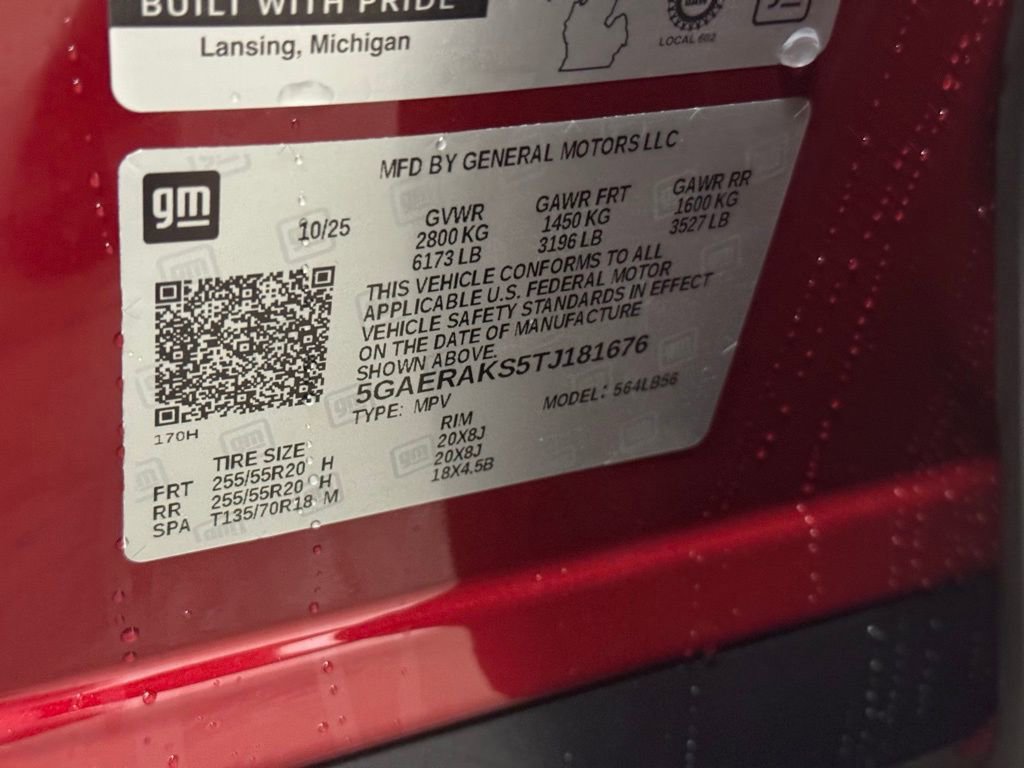 BUILT WITH PRIDE
Lansing, Michigan
LOCAL 602
gm
MFD BY GENERAL MOTORS LLC
10/25
GVWR
2800 KG
6173 LB
GAWR FRT
1450 KG
3196 LB
GAWR RR
1600 KG
3527 LB
THIS VEHICLE CONFORMS TO ALL
APPLICABLE U.S. FEDERAL MOTOR
VEHICLE SAFETY STANDARDS IN EFFECT
ON THE DATE OF MANUFACTURE
SHOWN ABOVE.
5GAERAKS5TJ181676
TYPE: MPV MODEL: 564LB56
170H
TIRE SIZE RIM
FRT 255/55R20 H 20X8J
RR 255/55R20 H 20X8J
SPA T135/70R18 M 18X4.5B